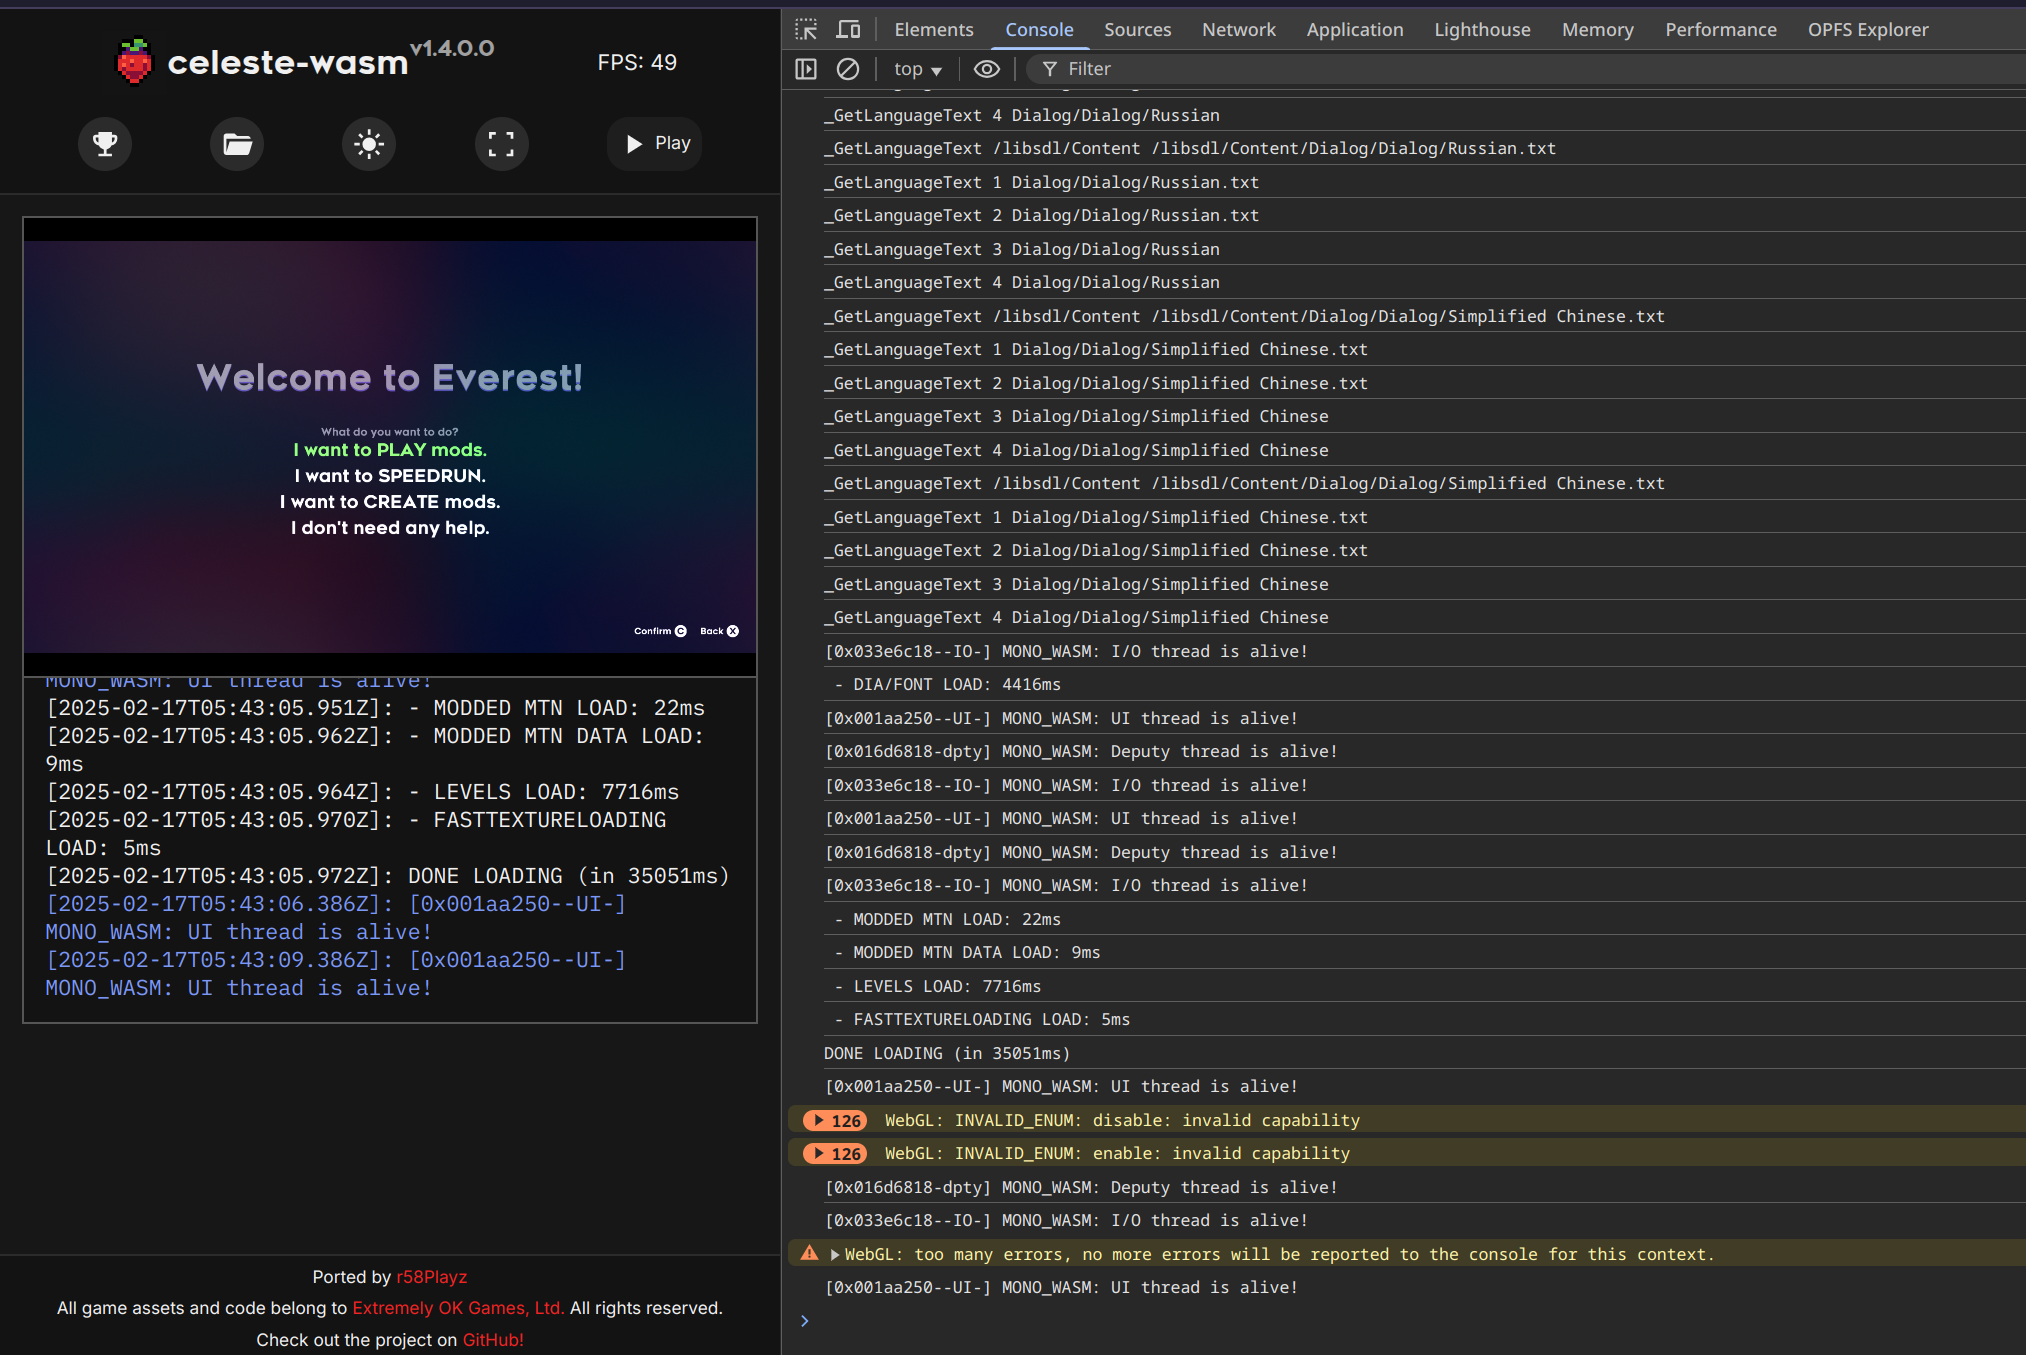 celeste-wasm v1.4.0.0
FPS: 49
Play
Welcome to Everest!
What do you want to do?
I want to PLAY mods.
I want to SPEEDRUN.
I want to CREATE mods.
I don't need any help.
Confirm C Back X
MONO_WASM: UI thread is alive!
[2025-02-17T05:43:05.951Z]: - MODDED MTN LOAD: 22ms
[2025-02-17T05:43:05.962Z]: - MODDED MTN DATA LOAD:
9ms
[2025-02-17T05:43:05.964Z]: - LEVELS LOAD: 7716ms
[2025-02-17T05:43:05.970Z]: - FASTTEXTURELOADING
LOAD: 5ms
[2025-02-17T05:43:05.972Z]: DONE LOADING (in 35051ms)
[2025-02-17T05:43:06.386Z]: [0x001aa250--UI-]
MONO_WASM: UI thread is alive!
[2025-02-17T05:43:09.386Z]: [0x001aa250--UI-]
MONO_WASM: UI thread is alive!
Ported by r58Playz
All game assets and code belong to Extremely OK Games, Ltd. All rights reserved.
Check out the project on GitHub!
Elements Console Sources Network Application Lighthouse Memory Performance OPFS Explorer
top Filter
_GetLanguageText 4 Dialog/Dialog/Russian
_GetLanguageText /libsdl/Content /libsdl/Content/Dialog/Dialog/Russian.txt
_GetLanguageText 1 Dialog/Dialog/Russian.txt
_GetLanguageText 2 Dialog/Dialog/Russian.txt
_GetLanguageText 3 Dialog/Dialog/Russian
_GetLanguageText 4 Dialog/Dialog/Russian
_GetLanguageText /libsdl/Content /libsdl/Content/Dialog/Dialog/Simplified Chinese.txt
_GetLanguageText 1 Dialog/Dialog/Simplified Chinese.txt
_GetLanguageText 2 Dialog/Dialog/Simplified Chinese.txt
_GetLanguageText 3 Dialog/Dialog/Simplified Chinese
_GetLanguageText 4 Dialog/Dialog/Simplified Chinese
_GetLanguageText /libsdl/Content /libsdl/Content/Dialog/Dialog/Simplified Chinese.txt
_GetLanguageText 1 Dialog/Dialog/Simplified Chinese.txt
_GetLanguageText 2 Dialog/Dialog/Simplified Chinese.txt
_GetLanguageText 3 Dialog/Dialog/Simplified Chinese
_GetLanguageText 4 Dialog/Dialog/Simplified Chinese
[0x033e6c18--IO-] MONO_WASM: I/O thread is alive!
- DIA/FONT LOAD: 4416ms
[0x001aa250--UI-] MONO_WASM: UI thread is alive!
[0x016d6818-dpty] MONO_WASM: Deputy thread is alive!
[0x033e6c18--IO-] MONO_WASM: I/O thread is alive!
[0x001aa250--UI-] MONO_WASM: UI thread is alive!
[0x016d6818-dpty] MONO_WASM: Deputy thread is alive!
[0x033e6c18--IO-] MONO_WASM: I/O thread is alive!
- MODDED MTN LOAD: 22ms
- MODDED MTN DATA LOAD: 9ms
- LEVELS LOAD: 7716ms
- FASTTEXTURELOADING LOAD: 5ms
DONE LOADING (in 35051ms)
[0x001aa250--UI-] MONO_WASM: UI thread is alive!
126 WebGL: INVALID_ENUM: disable: invalid capability
126 WebGL: INVALID_ENUM: enable: invalid capability
[0x016d6818-dpty] MONO_WASM: Deputy thread is alive!
[0x033e6c18--IO-] MONO_WASM: I/O thread is alive!
WebGL: too many errors, no more errors will be reported to the console for this context.
[0x001aa250--UI-] MONO_WASM: UI thread is alive!